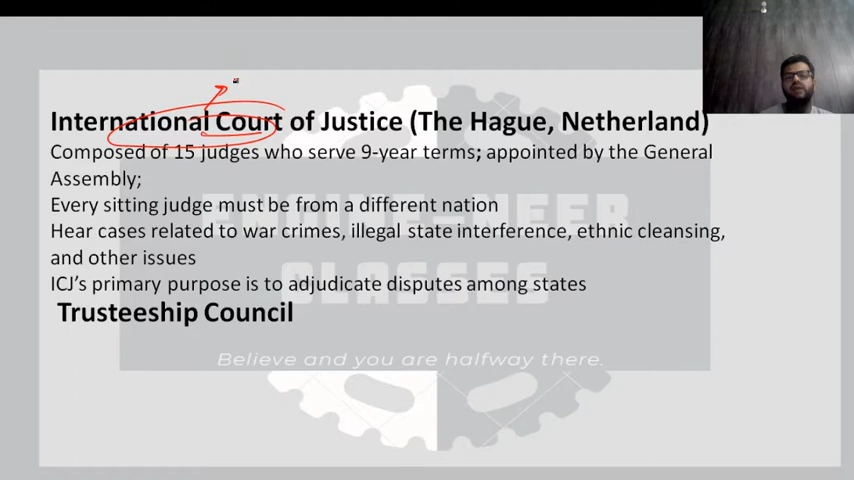 International Court of Justice (The Hague, Netherland)
Composed of 15 judges who serve 9-year terms; appointed by the General
Assembly;
Every sitting judge must be from a different nation
Hear cases related to war crimes, illegal state interference, ethnic cleansing,
and other issues
ICJ's primary purpose is to adjudicate disputes among states
Trusteeship Council
ENGINE-NEER
CLASSES
Believe and you are halfway there.